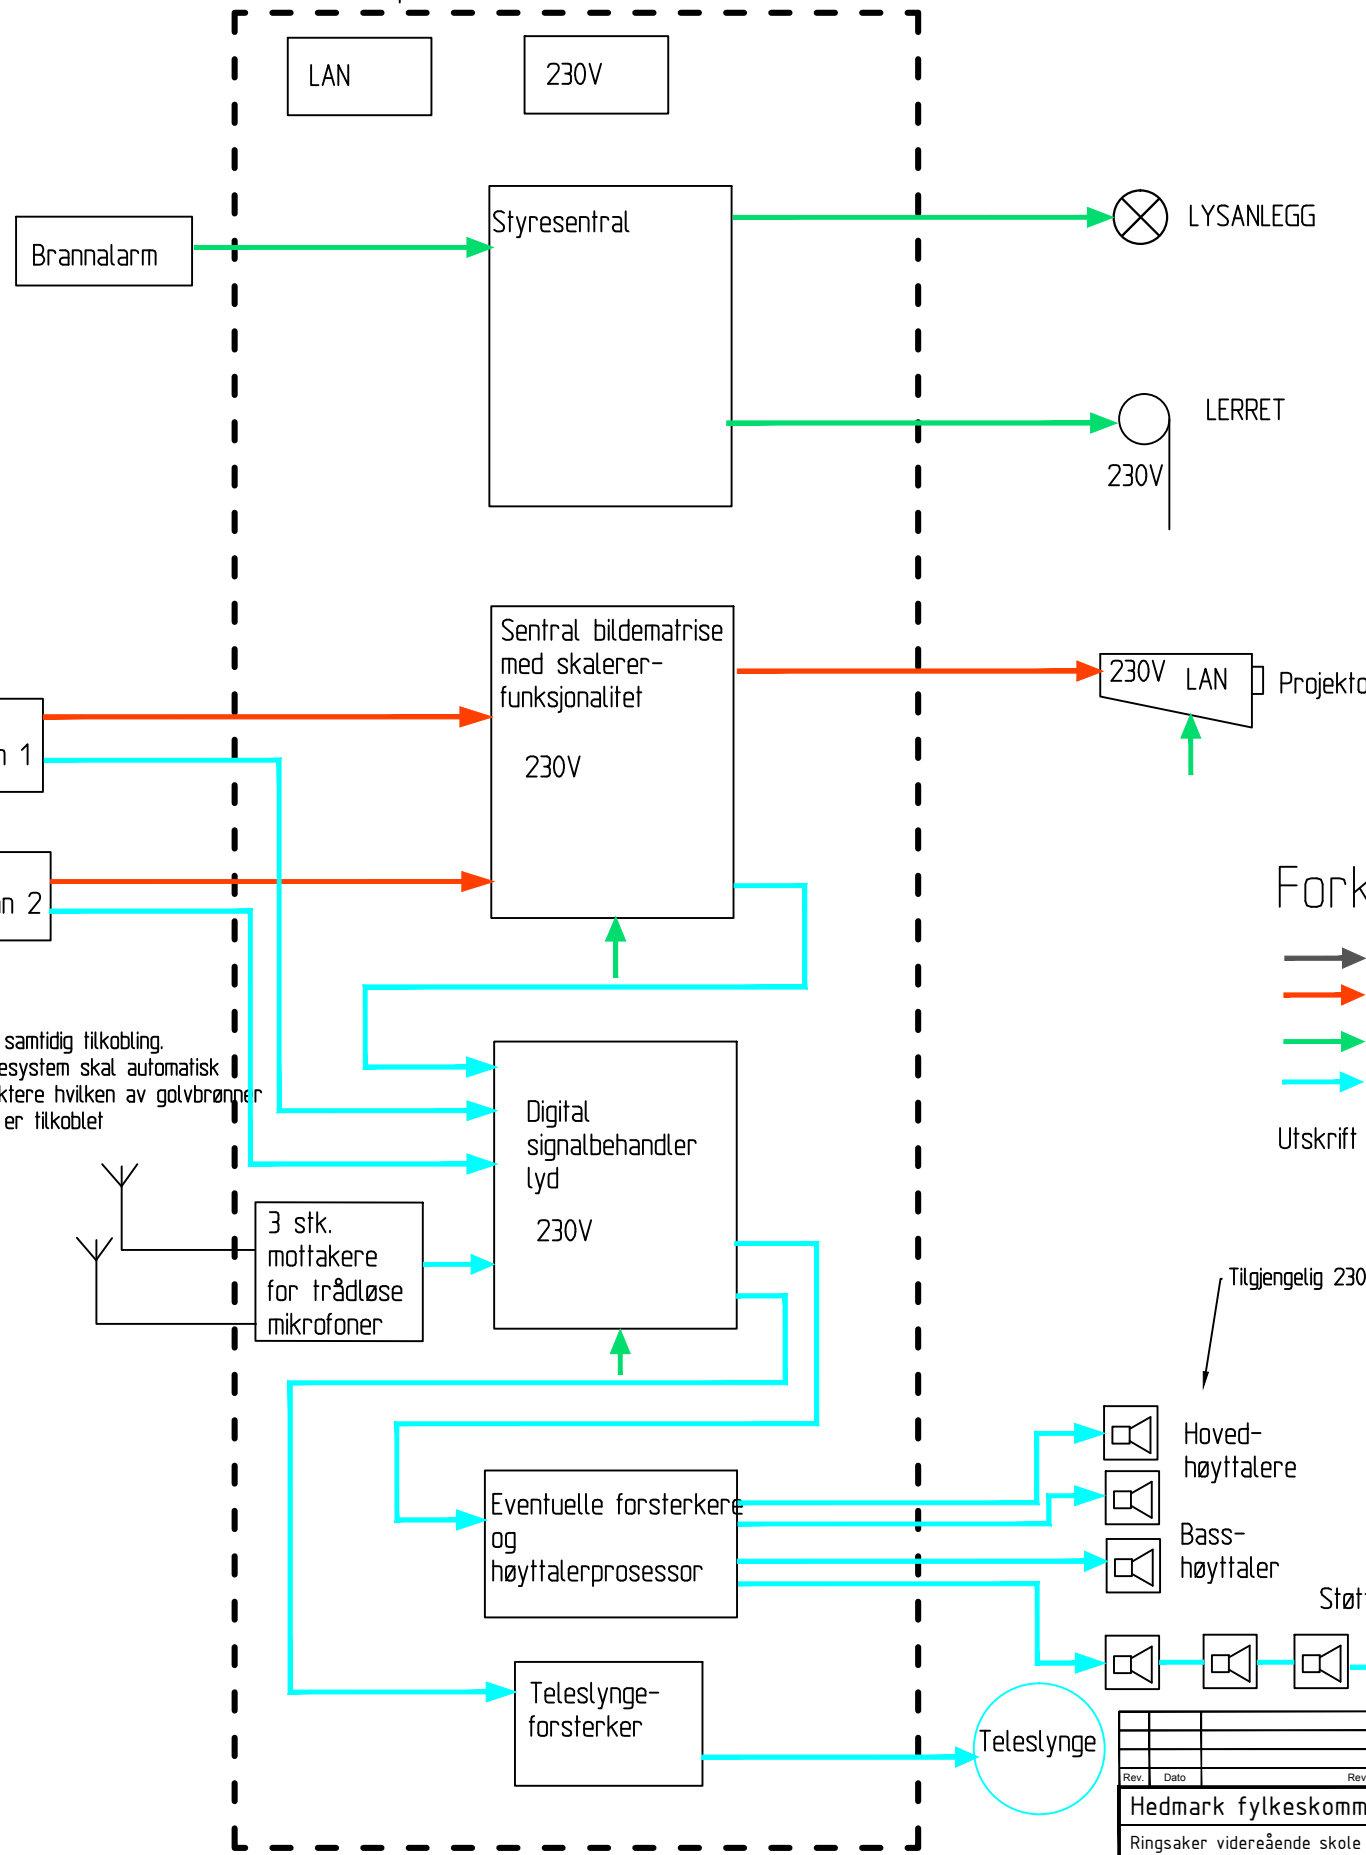 LAN
230V
Styresentral
Brannalarm
LYSANLEGG
LERRET
230V
Sentral bildematrise
med skalerer-
funksjonalitet
230V
230V LAN
1
2
samtidig tilkobling.
esystem skal automatisk
ktere hvilken av golvbrønner
er tilkoblet
Digital
signalbehandler
lyd
230V
3 stk.
mottakere
for trådløse
mikrofoner
Utskrift
Tilgjengelig 230
Hoved-
høyttalere
Bass-
høyttaler
Eventuelle forsterkere
og
høyttalerprosessor
Teleslynge-
forsterker
Teleslynge
Rev. Dato Rev
Hedmark fylkeskomm
Ringsaker videreående skole